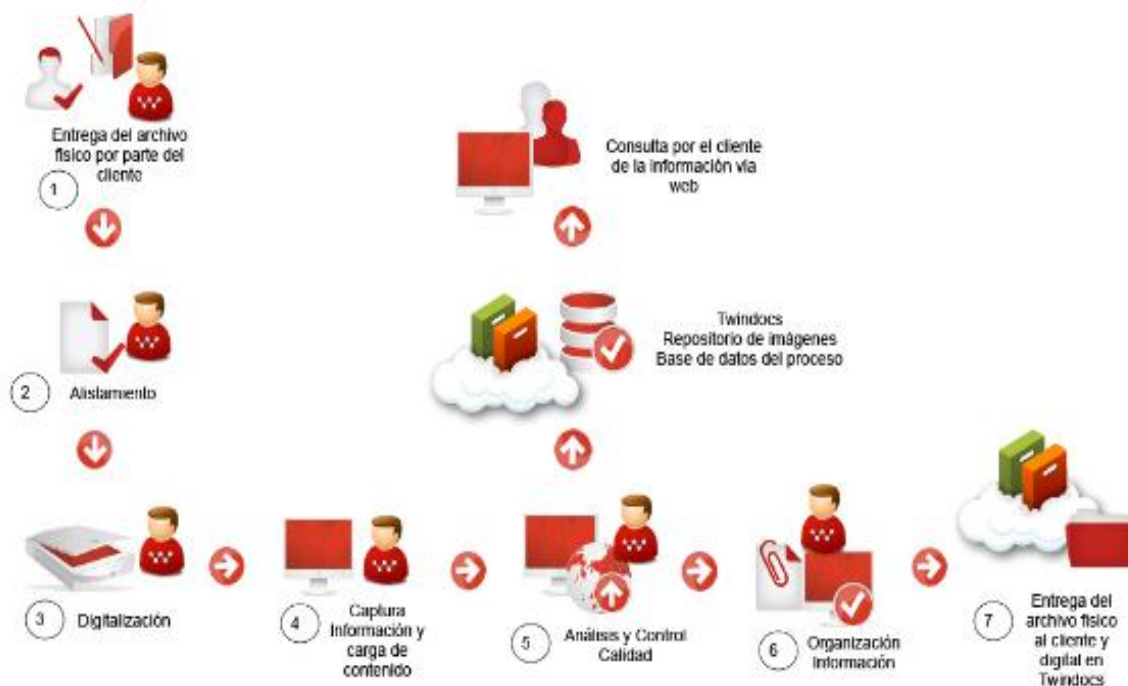 Entrega del archivo
físico por parte del
cliente
1
Consulta por el cliente
de la Información vía
web
2
Alistamiento
Twindocs
Repositorio de imágenes
Base de datos del proceso
3
Digitalización
4
Captura
Información y
carga de
contenido
5
Análisis y Control
Calidad
6
Organización
Información
7
Entrega del
archivo físico
al cliente y
digital en
Twindocs